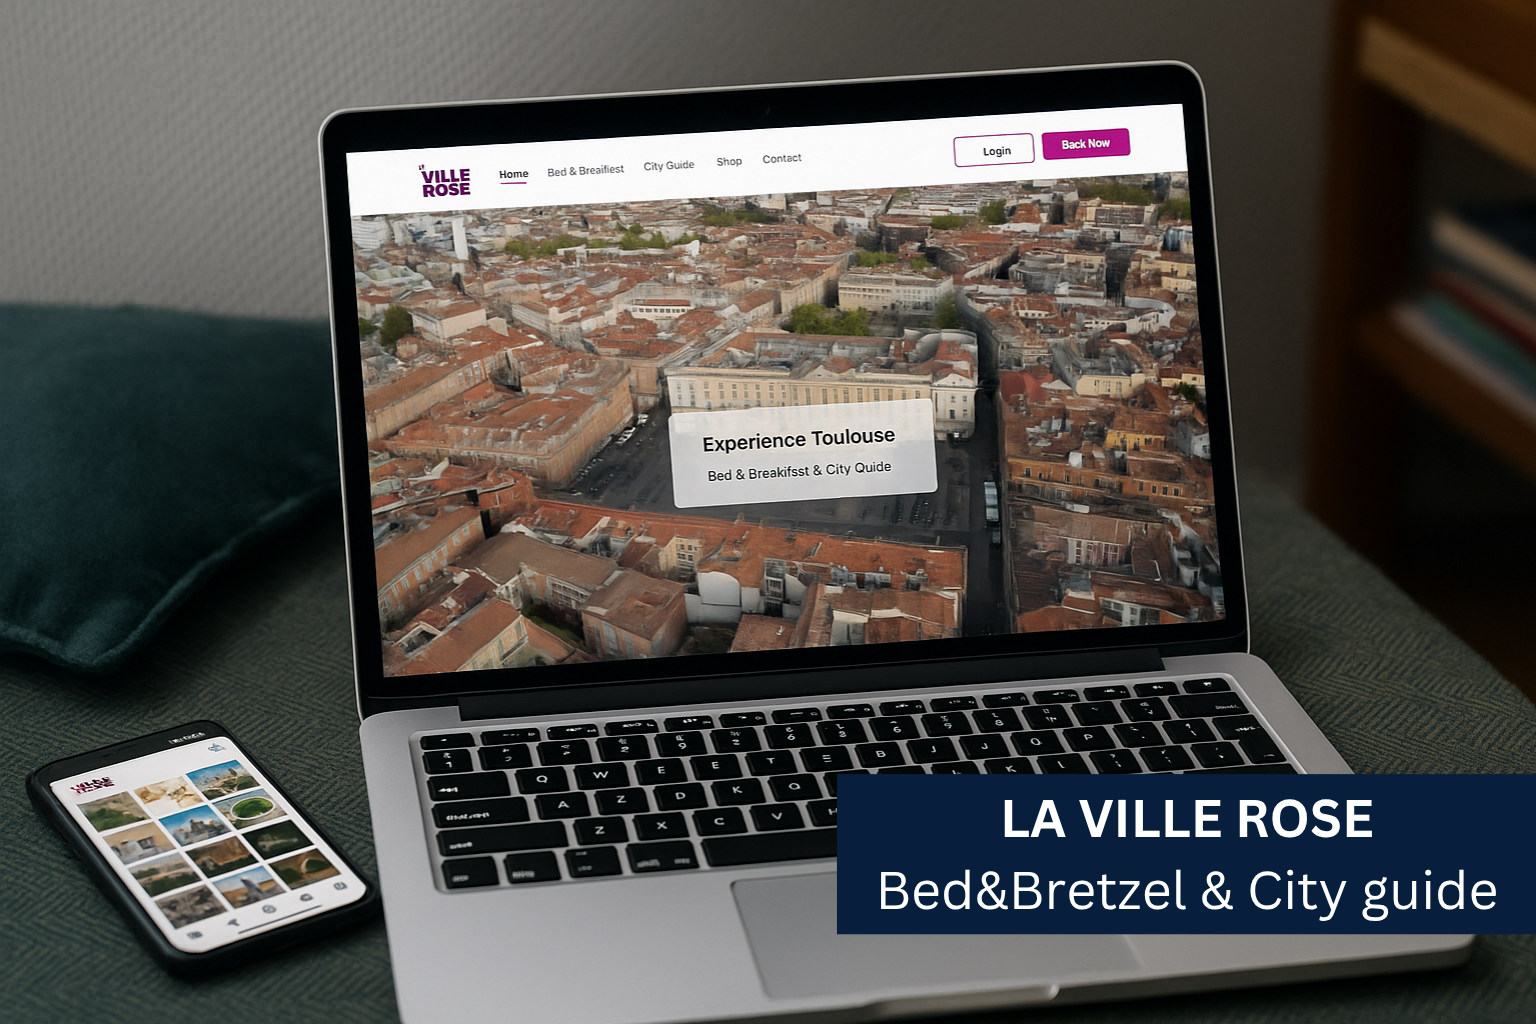 LA
VILLE
ROSE
Home
Bed & Breaifiest
City Guide
Shop
Contact
Login
Back Now
Experience Toulouse
Bed & Breakifsst & City Quide
VILLE
Q W E E T
B J J O P
A Z D K Q
K L
Z X C V
LA VILLE ROSE
Bed&Bretzel & City guide